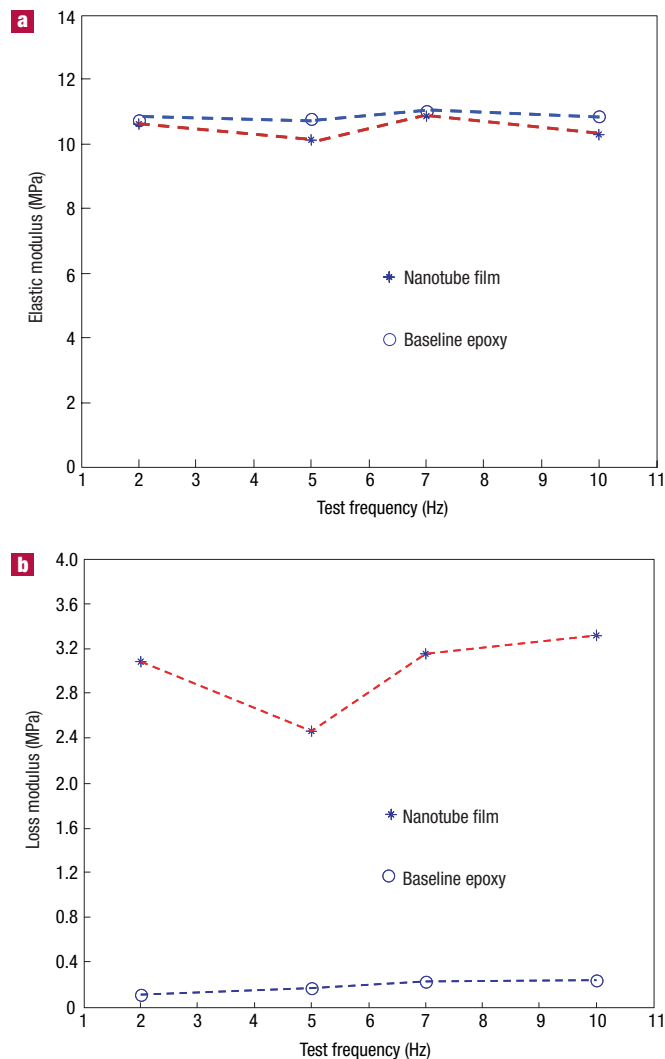 a
14
12
10
8
6
4
2
0
Elastic modulus (MPa)
Nanotube film
Baseline epoxy
1 2 3 4 5 6 7 8 9 10 11
Test frequency (Hz)
b
4.0
3.6
3.2
2.8
2.4
2.0
1.6
1.2
0.8
0.4
0
Loss modulus (MPa)
Nanotube film
Baseline epoxy
1 2 3 4 5 6 7 8 9 10 11
Test frequency (Hz)